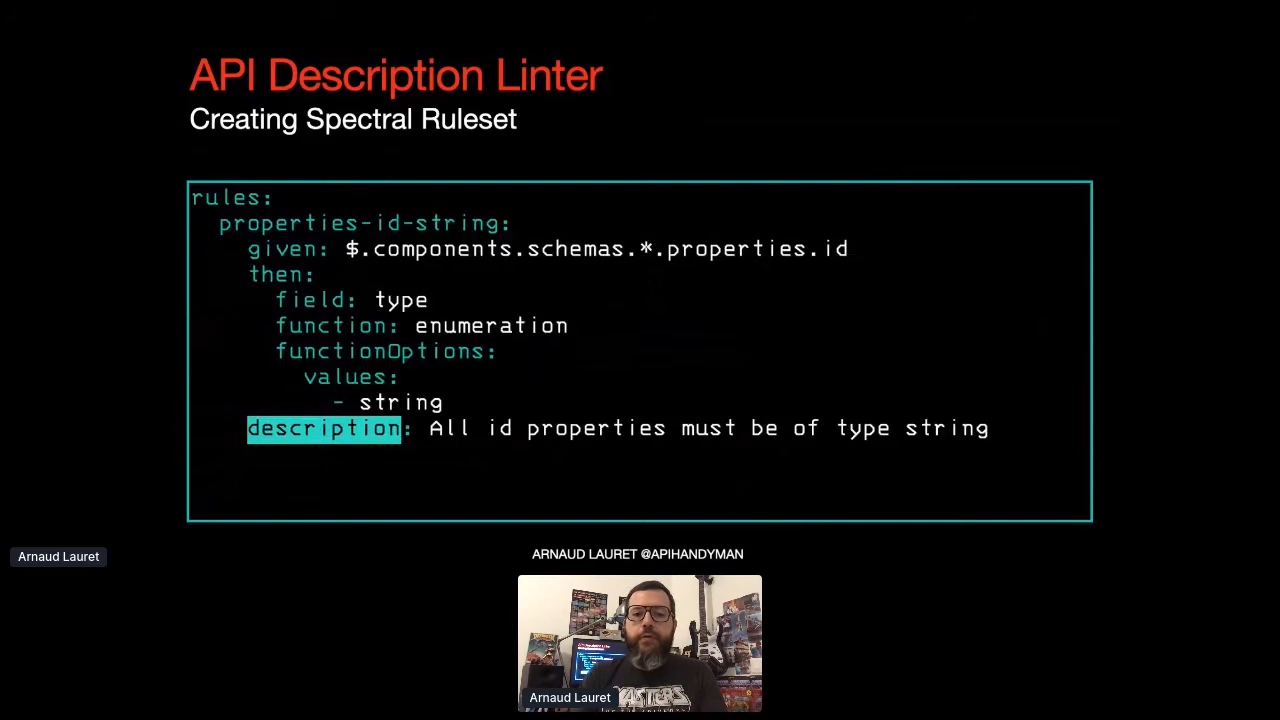 API Description Linter
Creating Spectral Ruleset
rules:
  properties-id-string:
    given: $.components.schemas.*.properties.id
    then:
      field: type
      function: enumeration
      functionOptions:
        values:
          - string
    description: All id properties must be of type string
Arnaud Lauret
ARNAUD LAURET @APIHANDYMAN
MASTERS
Arnaud Lauret